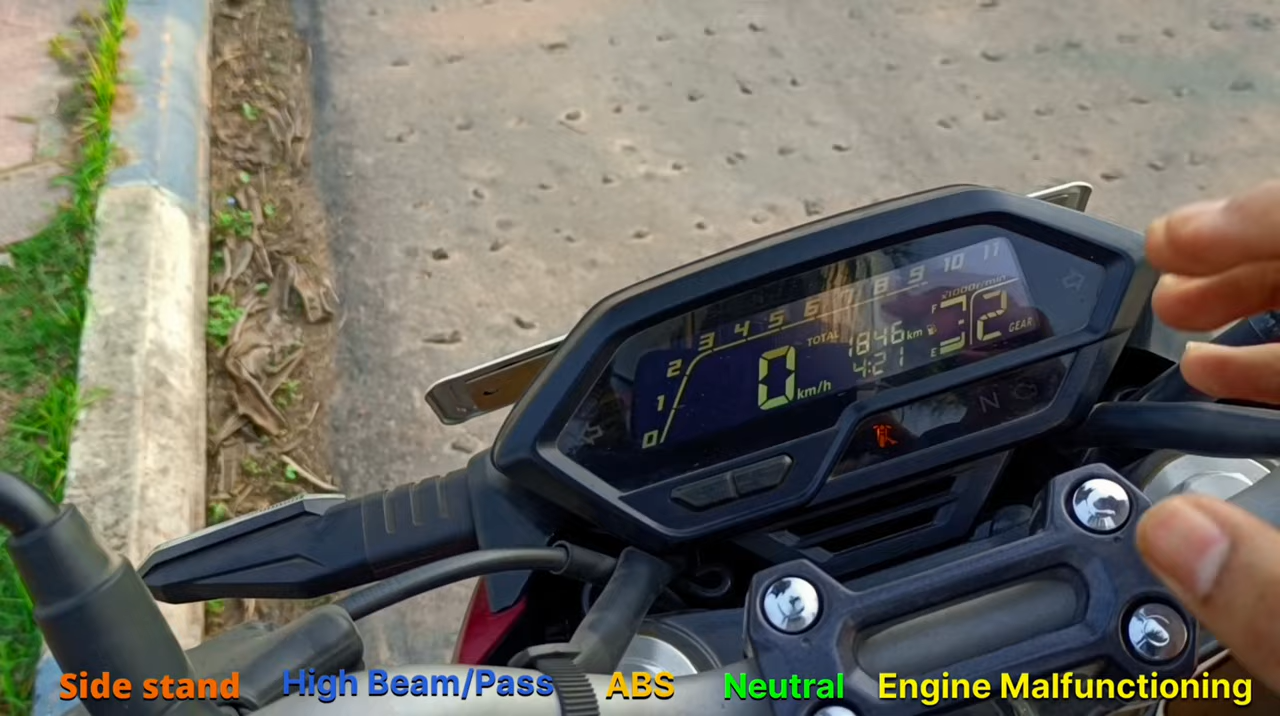 0 1 2 3 4 5 6 7 8 9 10 11
x1000r/min
TOTAL 1846 km
F
2
0 km/h
4:21
E
GEAR
N
Side stand High Beam/Pass ABS Neutral Engine Malfunctioning